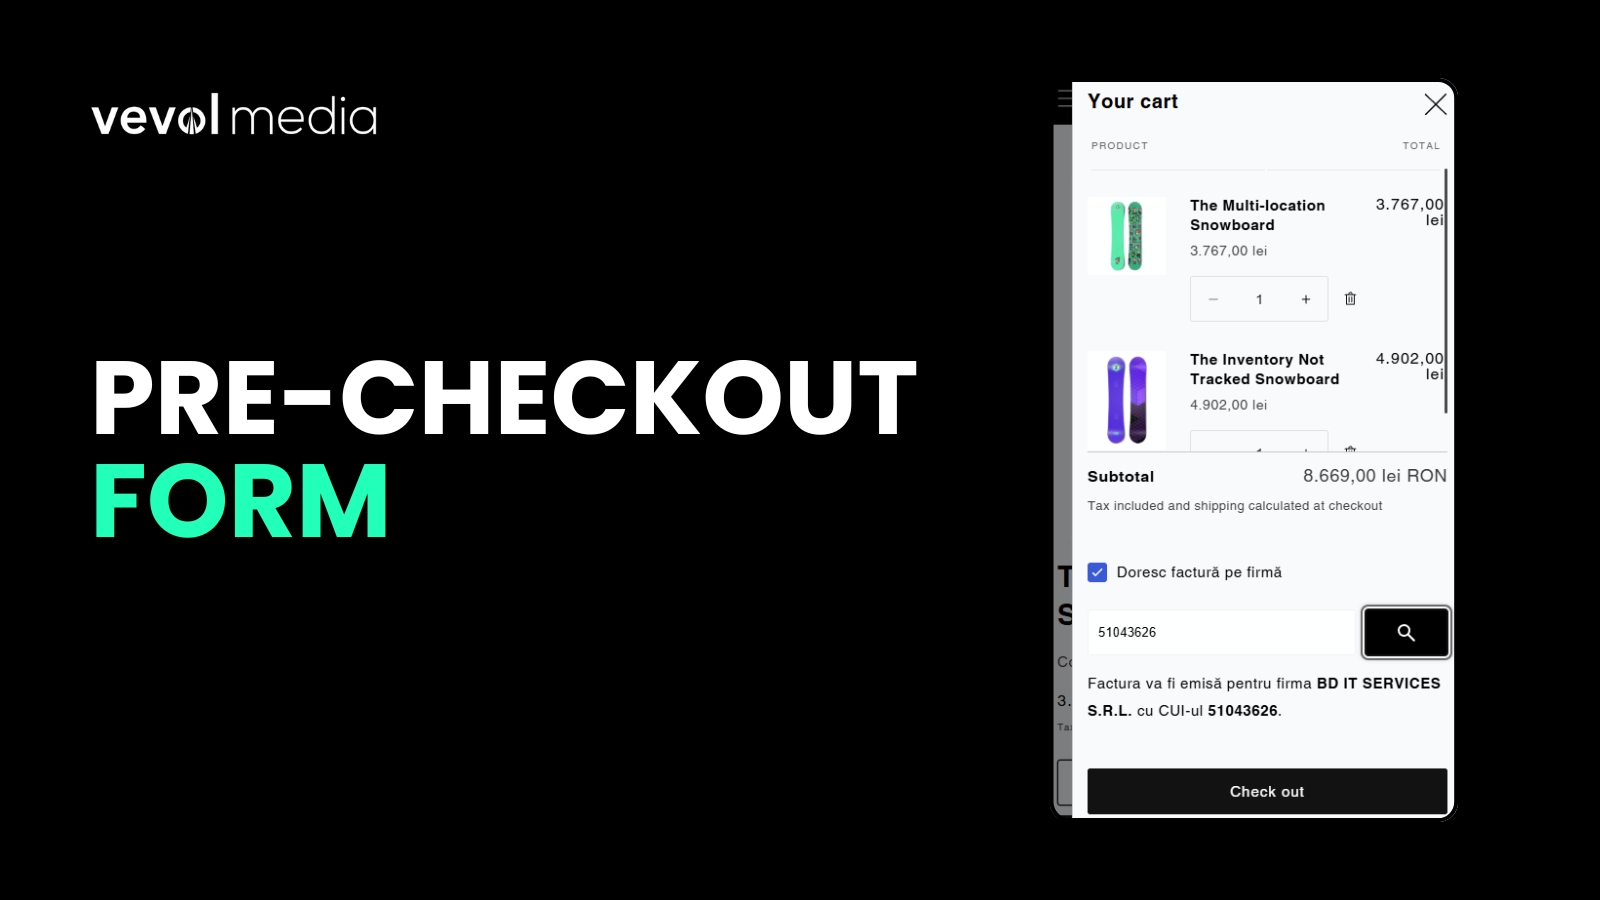 vevol media
PRE-CHECKOUT
FORM
Your cart
PRODUCT TOTAL
The Multi-location
Snowboard
3.767,00
lei
3.767,00 lei
1
The Inventory Not
Tracked Snowboard
4.902,00
lei
4.902,00 lei
Subtotal 8.669,00 lei RON
Tax included and shipping calculated at checkout
Doresc factură pe firmă
51043626
Factura va fi emisă pentru firma BD IT SERVICES
S.R.L. cu CUI-ul 51043626.
Check out